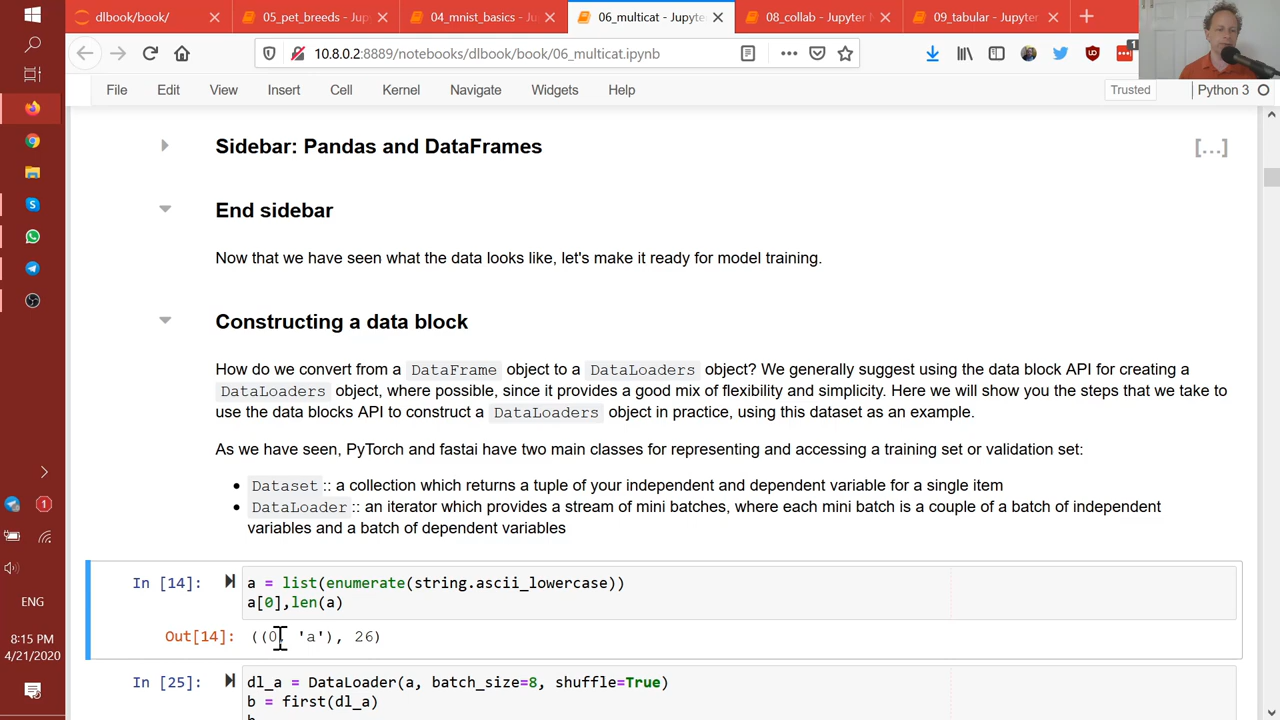 dlbook/book/
05_pet_breeds - Jupyte
04_mnist_basics - Jupyt
06_multicat - Jupyter
08_collab - Jupyter N
09_tabular - Jupyter
10.8.0.2:8889/notebooks/dlbook/book/06_multicat.ipynb
1
File Edit View Insert Cell Kernel Navigate Widgets Help
Trusted
Python 3
Sidebar: Pandas and DataFrames
[...]
End sidebar
Now that we have seen what the data looks like, let's make it ready for model training.
Constructing a data block
How do we convert from a DataFrame object to a DataLoaders object? We generally suggest using the data block API for creating a
DataLoaders object, where possible, since it provides a good mix of flexibility and simplicity. Here we will show you the steps that we take to
use the data blocks API to construct a DataLoaders object in practice, using this dataset as an example.
As we have seen, PyTorch and fastai have two main classes for representing and accessing a training set or validation set:
• Dataset :: a collection which returns a tuple of your independent and dependent variable for a single item
• DataLoader :: an iterator which provides a stream of mini batches, where each mini batch is a couple of a batch of independent
variables and a batch of dependent variables
In [14]: a = list(enumerate(string.ascii_lowercase))
a[0],len(a)
Out[14]: ((0, 'a'), 26)
In [25]: dl_a = DataLoader(a, batch_size=8, shuffle=True)
b = first(dl_a)
b
1
ENG
8:15 PM
4/21/2020